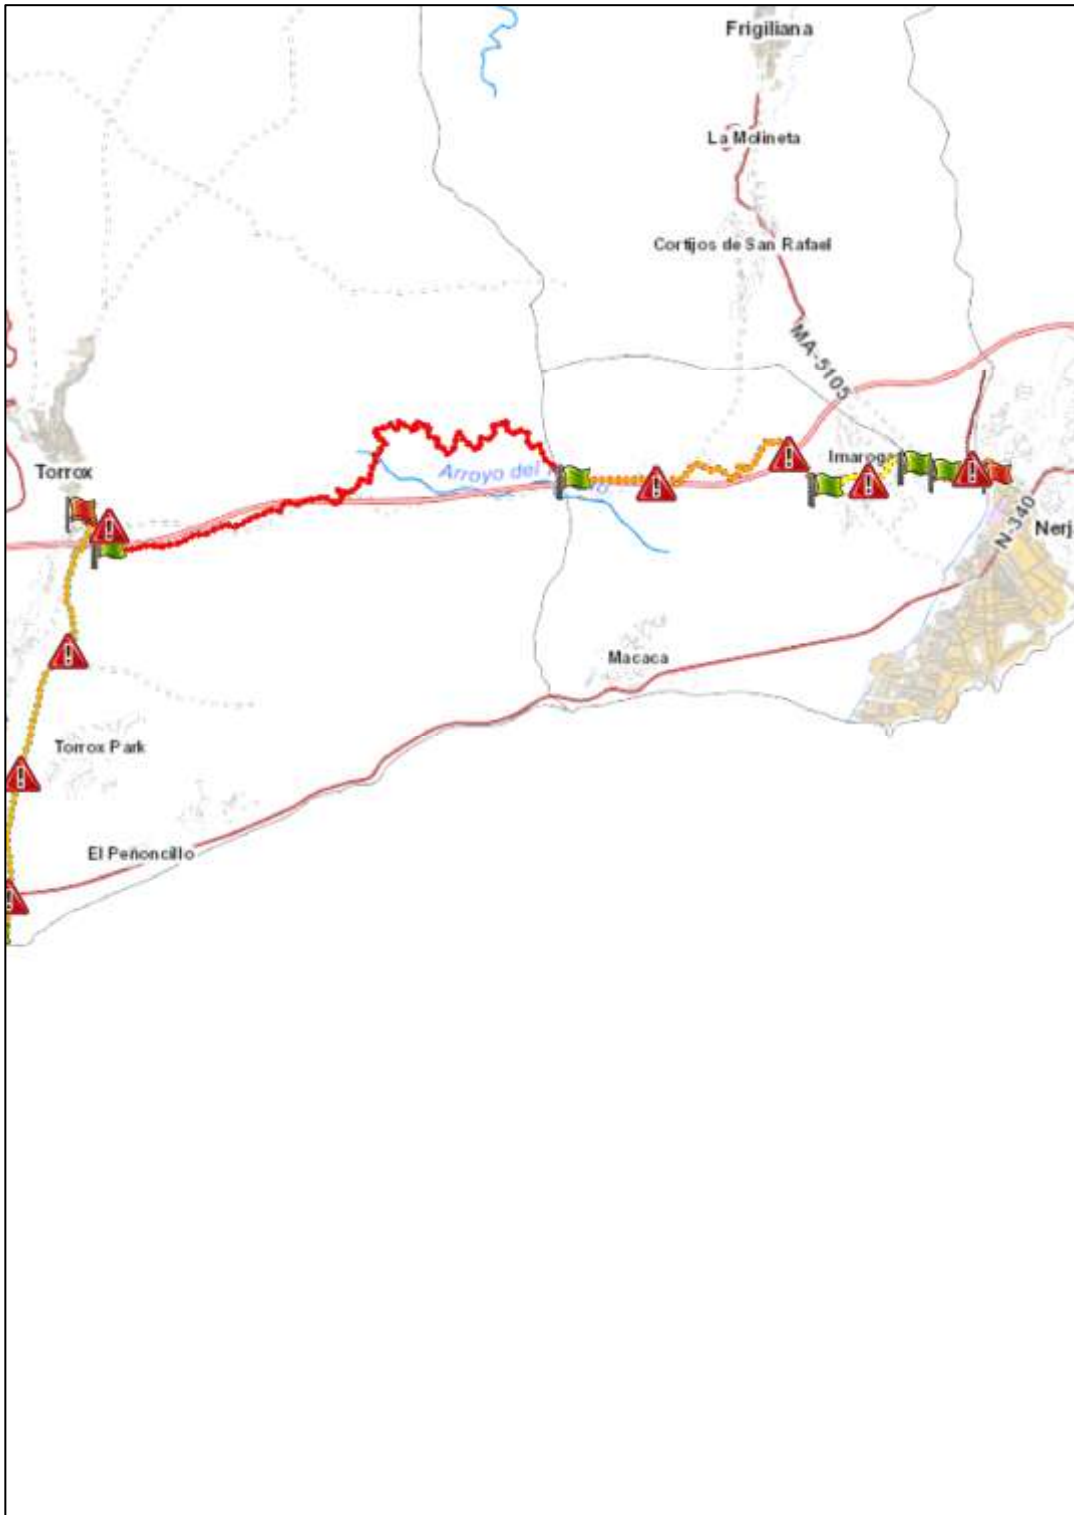 Frigiliana
La Molineta
Cortijos de San Rafael
MA-5105
Torrox
Arroyo del
Imaroga
N-340
Nerj
Macaca
Torrox Park
El Peñoncillo